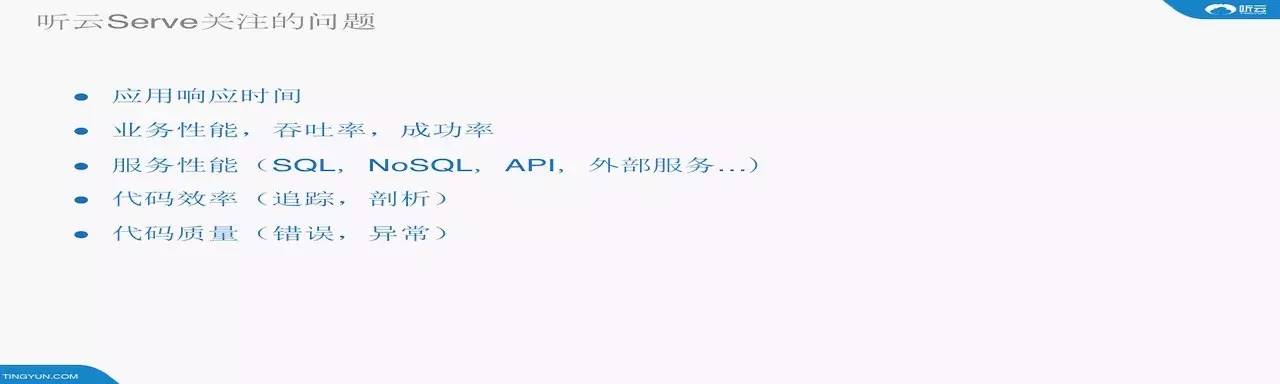 听云Serve关注的问题
听云
● 应用响应时间
● 业务性能，吞吐率，成功率
● 服务性能（SQL，NoSQL，API，外部服务...）
● 代码效率（追踪，剖析）
● 代码质量（错误，异常）
TINGYUN.COM